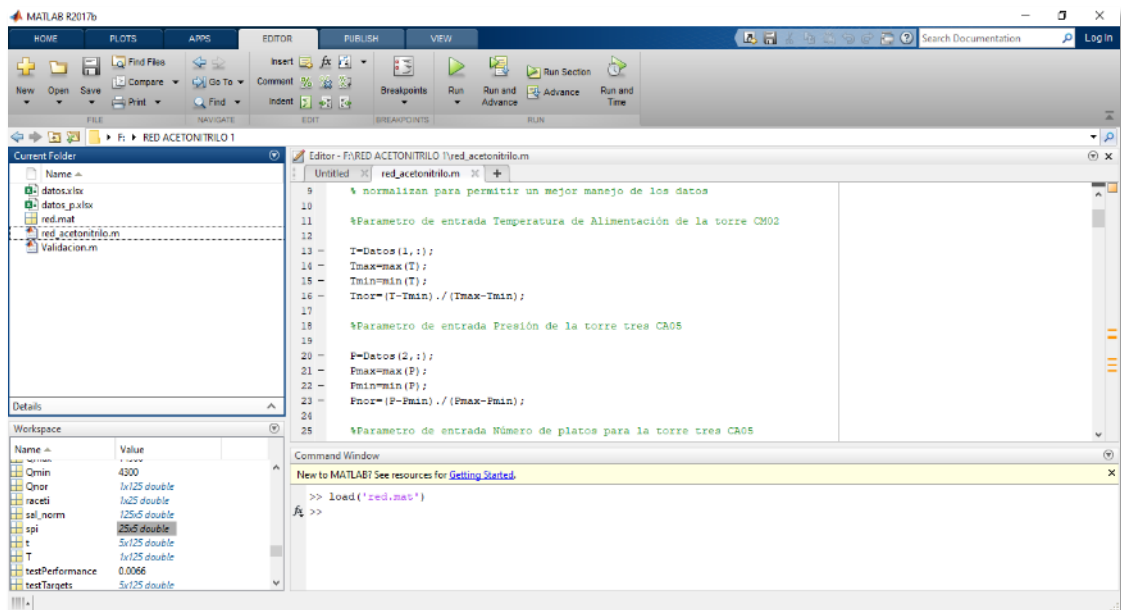 MATLAB R2017b
HOME PLOTS APPS EDITOR PUBLISH VIEW
Search Documentation
Log In
New Open Save
Find Files
Compare
Print
Go To
Find
Insert
Comment
Indent
Breakpoints
Run
Run and Advance
Run Section
Advance
Run and Time
FILE NAVIGATE EDIT BREAKPOINTS RUN
F: RED ACETONITRILO 1
Current Folder
Name
datos.xlsx
datos_p.xlsx
red.mat
red_acetonitrilo.m
Validacion.m
Details
Workspace
Name Value
Qmin 4300
Qnor 1x125 double
raceti 1x25 double
sal_norm 125x5 double
spi 25x5 double
t 5x125 double
T 1x125 double
testPerformance 0.0066
testTargets 5x125 double
Editor - F:\RED ACETONITRILO 1\red_acetonitrilo.m
Untitled red_acetonitrilo.m
9 % normalizan para permitir un mejor manejo de los datos
10
11 %Parametro de entrada Temperatura de Alimentación de la torre CM02
12
13 - T=Datos(1,:);
14 - Tmax=max(T);
15 - Tmin=min(T);
16 - Tnor=(T-Tmin)./(Tmax-Tmin);
17
18 %Parametro de entrada Presión de la torre tres CA05
19
20 - P=Datos(2,:);
21 - Pmax=max(P);
22 - Pmin=min(P);
23 - Pnor=(P-Pmin)./(Pmax-Pmin);
24
25 %Parametro de entrada Número de platos para la torre tres CA05
Command Window
New to MATLAB? See resources for Getting Started.
>> load('red.mat')
fx >>